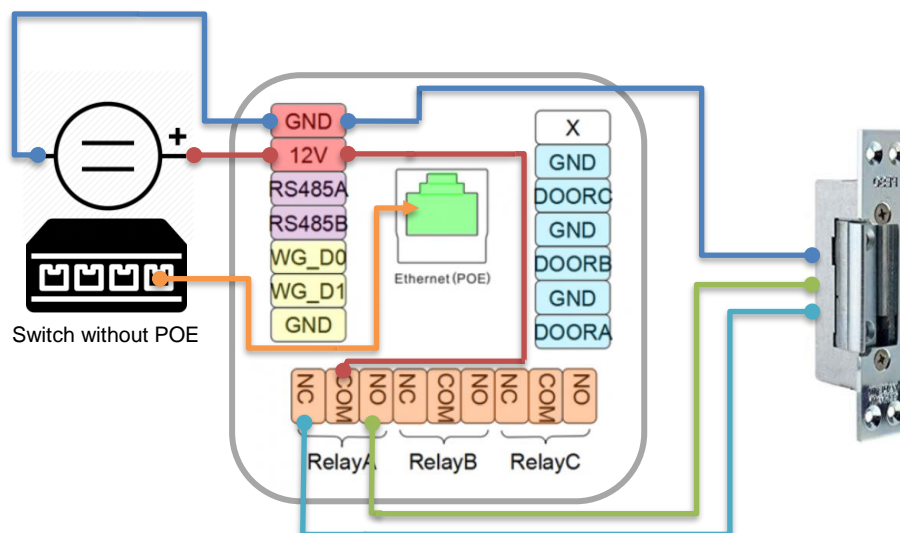 +
GND
12V
RS485A
RS485B
WG_D0
WG_D1
GND
Ethernet(POE)
X
GND
DOORC
GND
DOORB
GND
DOORA
Switch without POE
NC COM NO NC COM NO NC COM NO
RelayA RelayB RelayC